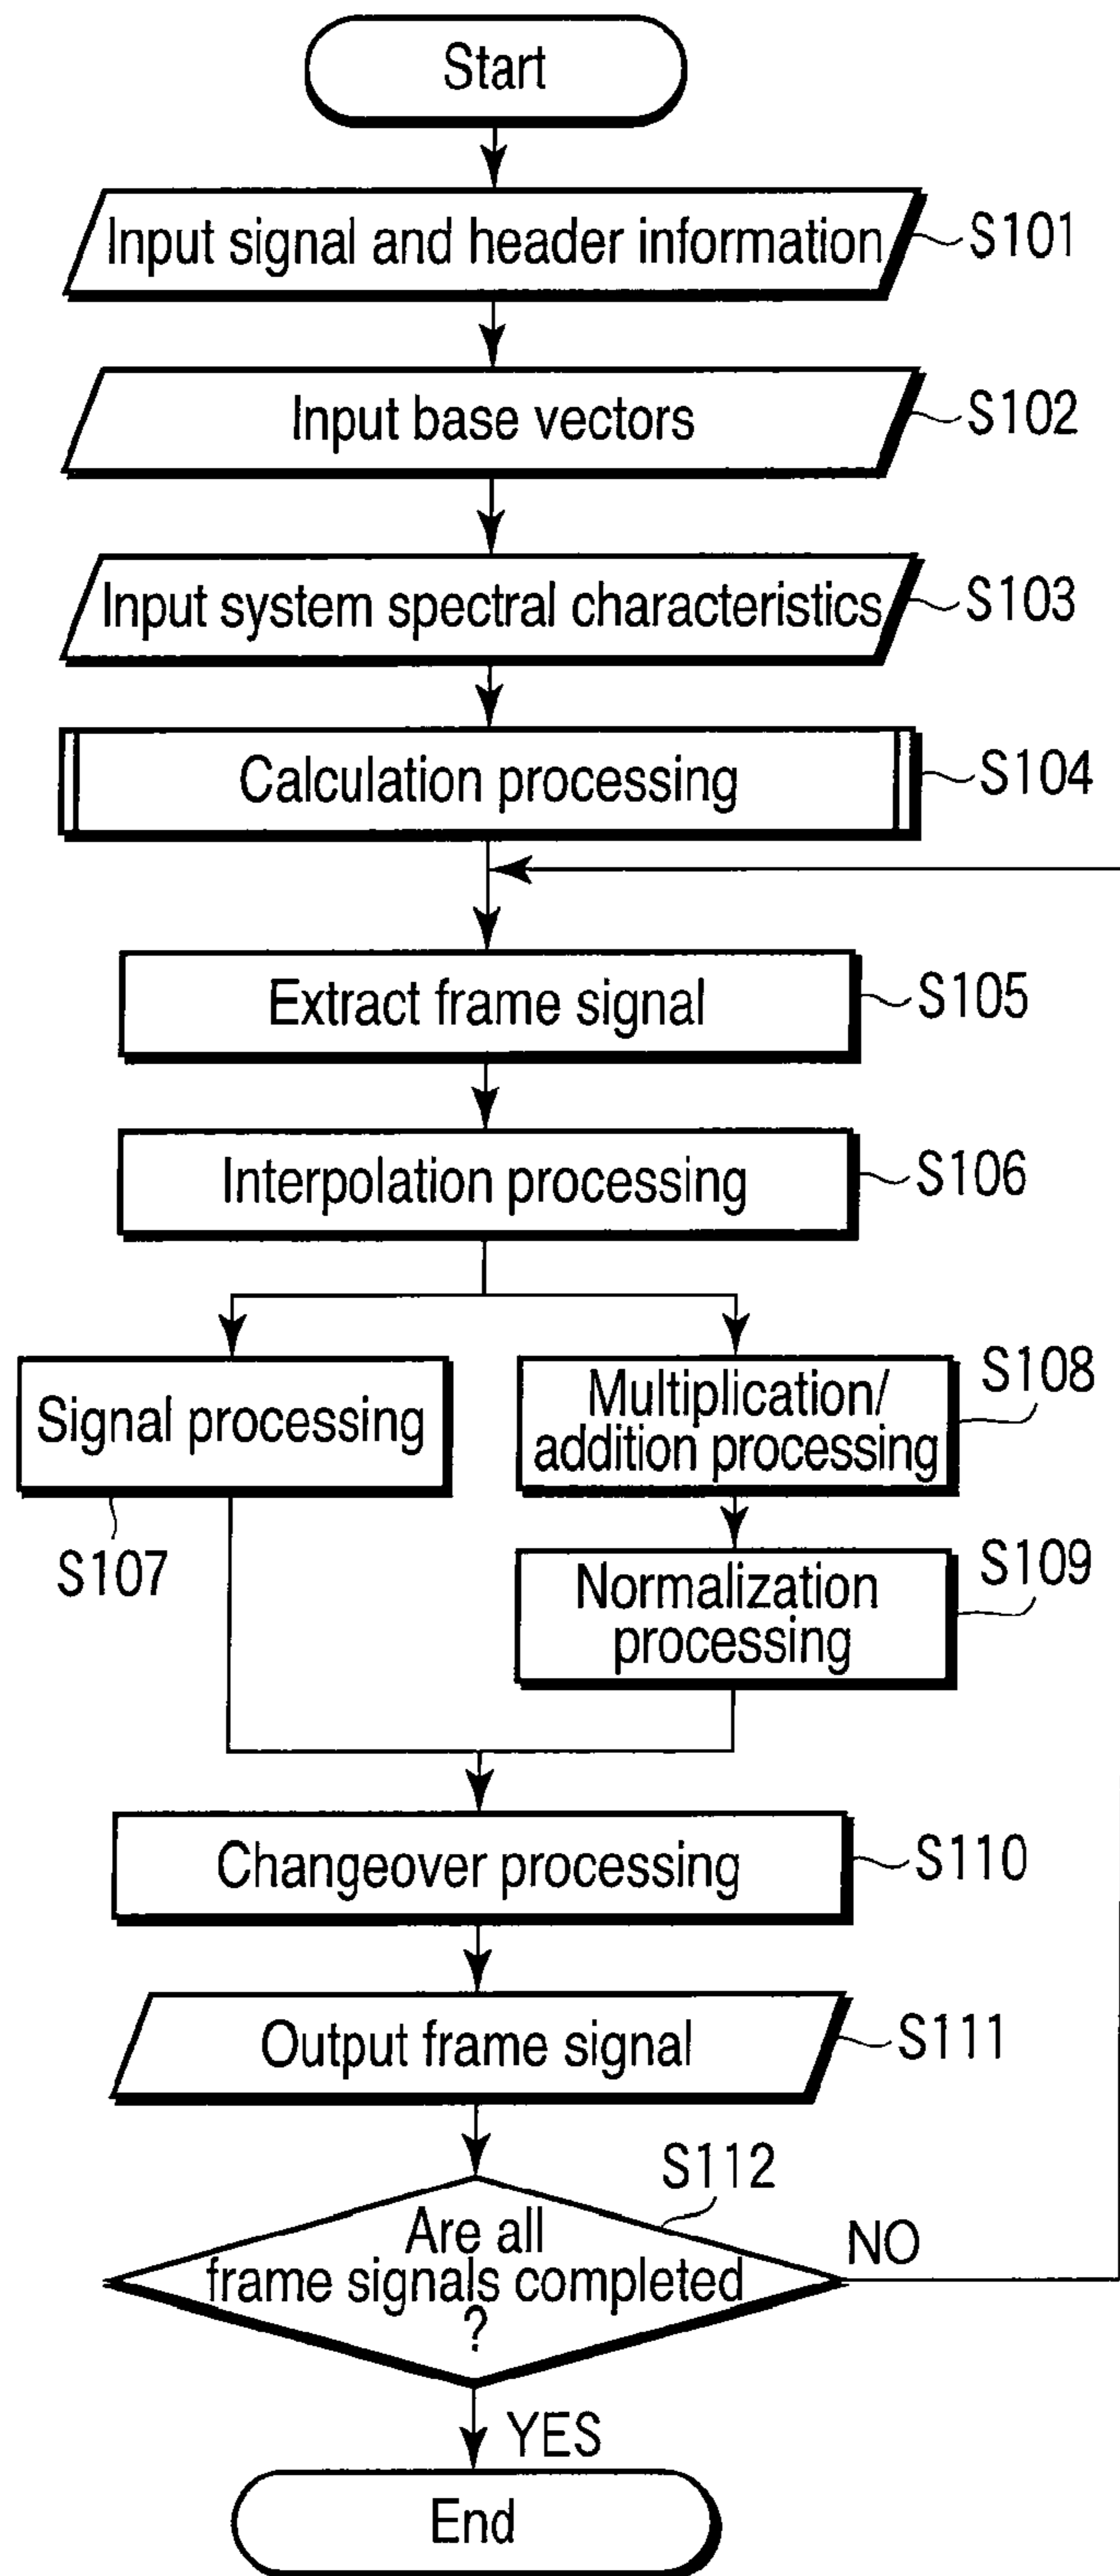 Start
Input signal and header information
S101
Input base vectors
S102
Input system spectral characteristics
S103
Calculation processing
S104
Extract frame signal
S105
Interpolation processing
S106
Signal processing
S107
Multiplication/
addition processing
S108
Normalization
processing
S109
Changeover processing
S110
Output frame signal
S111
S112
Are all
frame signals completed
?
NO
YES
End